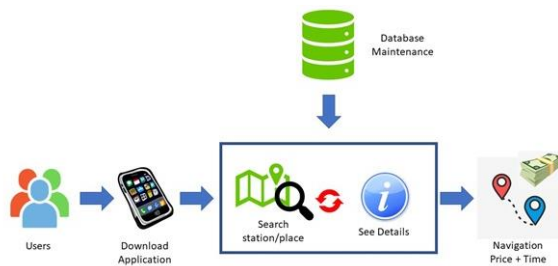 Database
Maintenance
Search
station/place
See Details
Users
Download
Application
Navigation
Price + Time